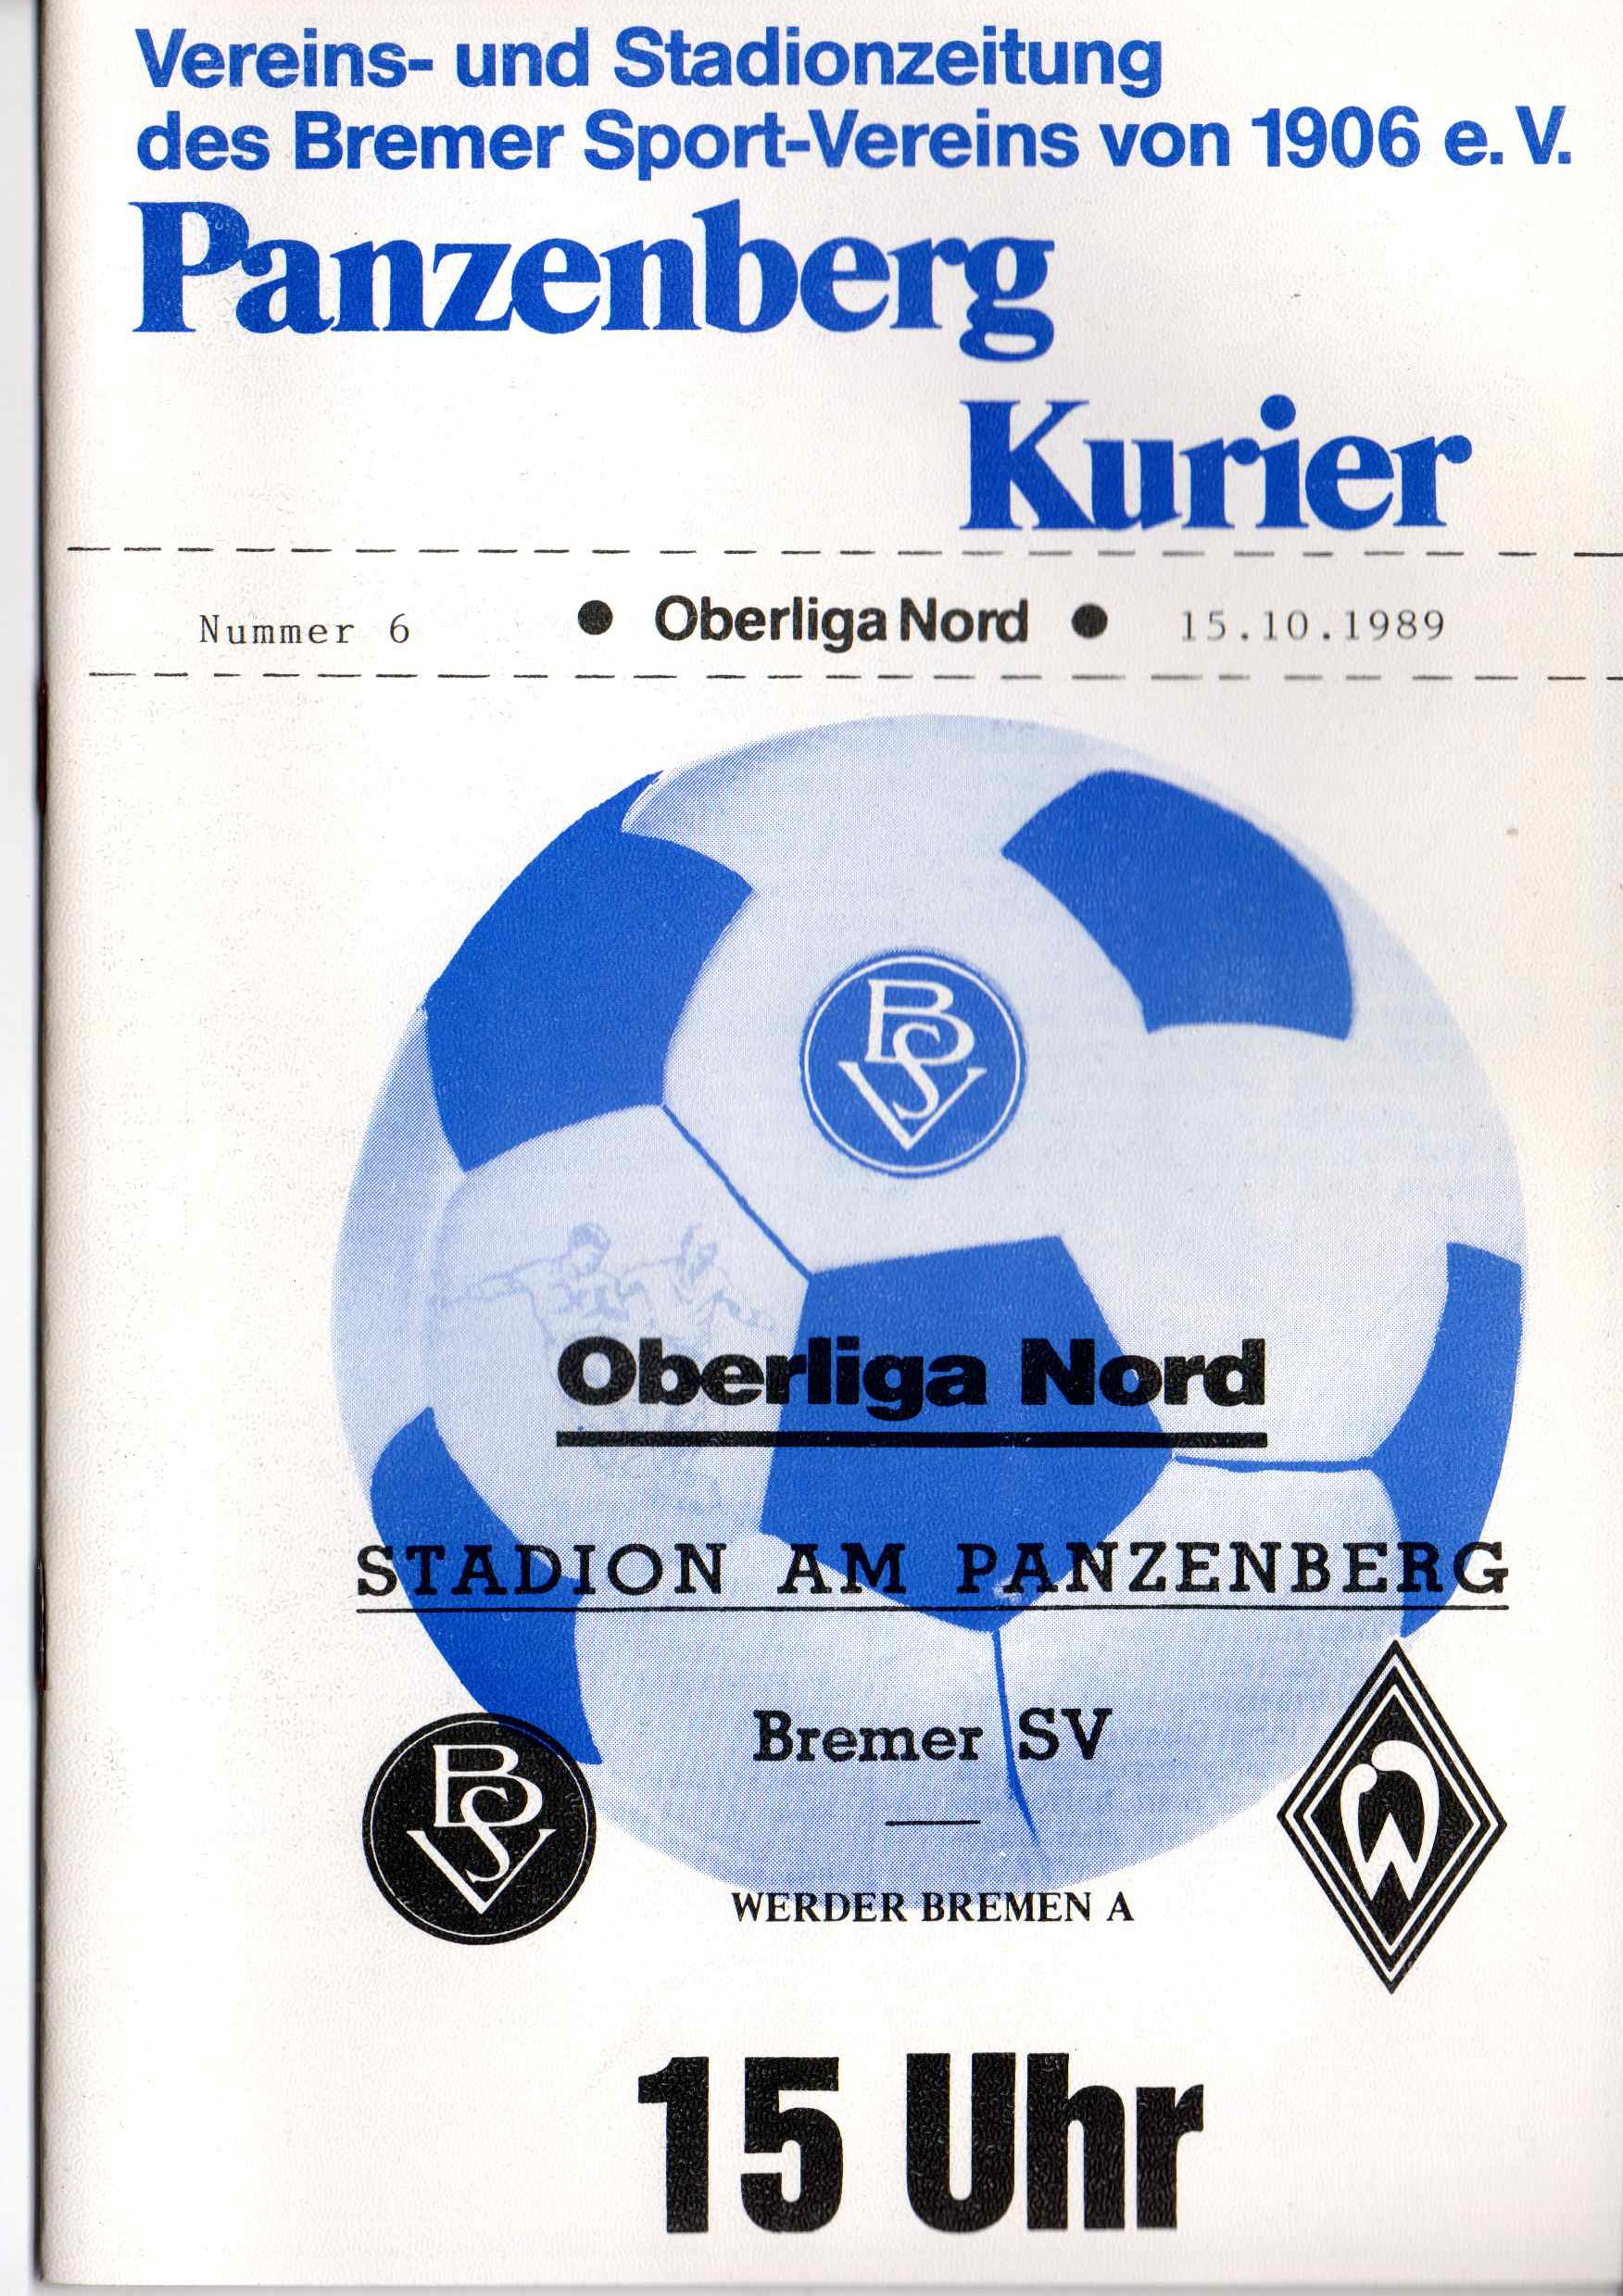 Vereins- und Stadionzeitung
des Bremer Sport-Vereins von 1906 e. V.
Panzenberg
Kurier
Nummer 6 ● Oberliga Nord ● 15.10.1989
BSV
Oberliga Nord
STADION AM PANZENBERG
Bremer SV
—
BSV
W
WERDER BREMEN A
15 Uhr